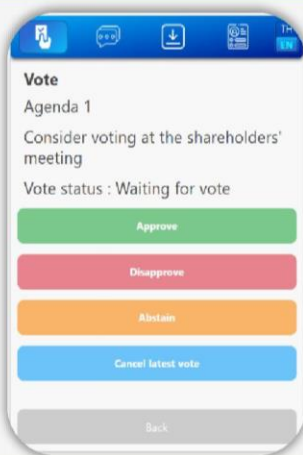 TH
EN
Vote
Agenda 1
Consider voting at the shareholders'
meeting
Vote status : Waiting for vote
Approve
Disapprove
Abstain
Cancel latest vote
Back